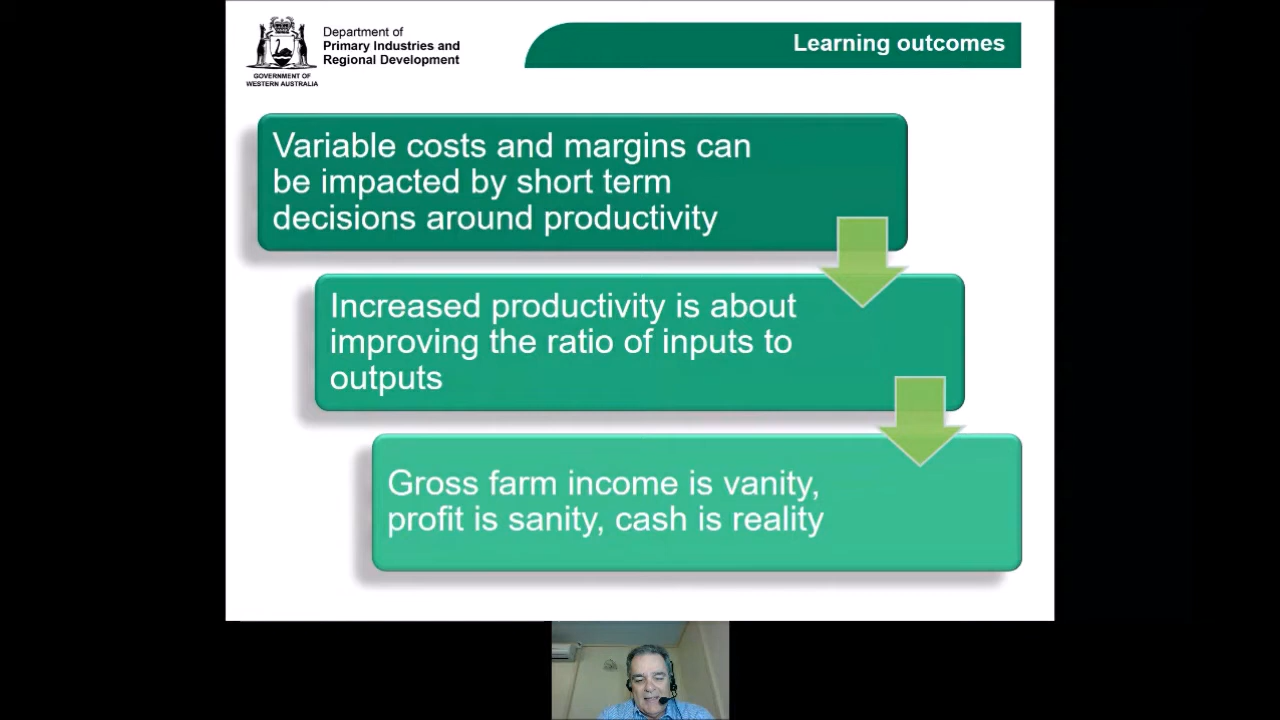 Department of
Primary Industries and
Regional Development
GOVERNMENT OF
WESTERN AUSTRALIA
Learning outcomes
Variable costs and margins can
be impacted by short term
decisions around productivity
Increased productivity is about
improving the ratio of inputs to
outputs
Gross farm income is vanity,
profit is sanity, cash is reality